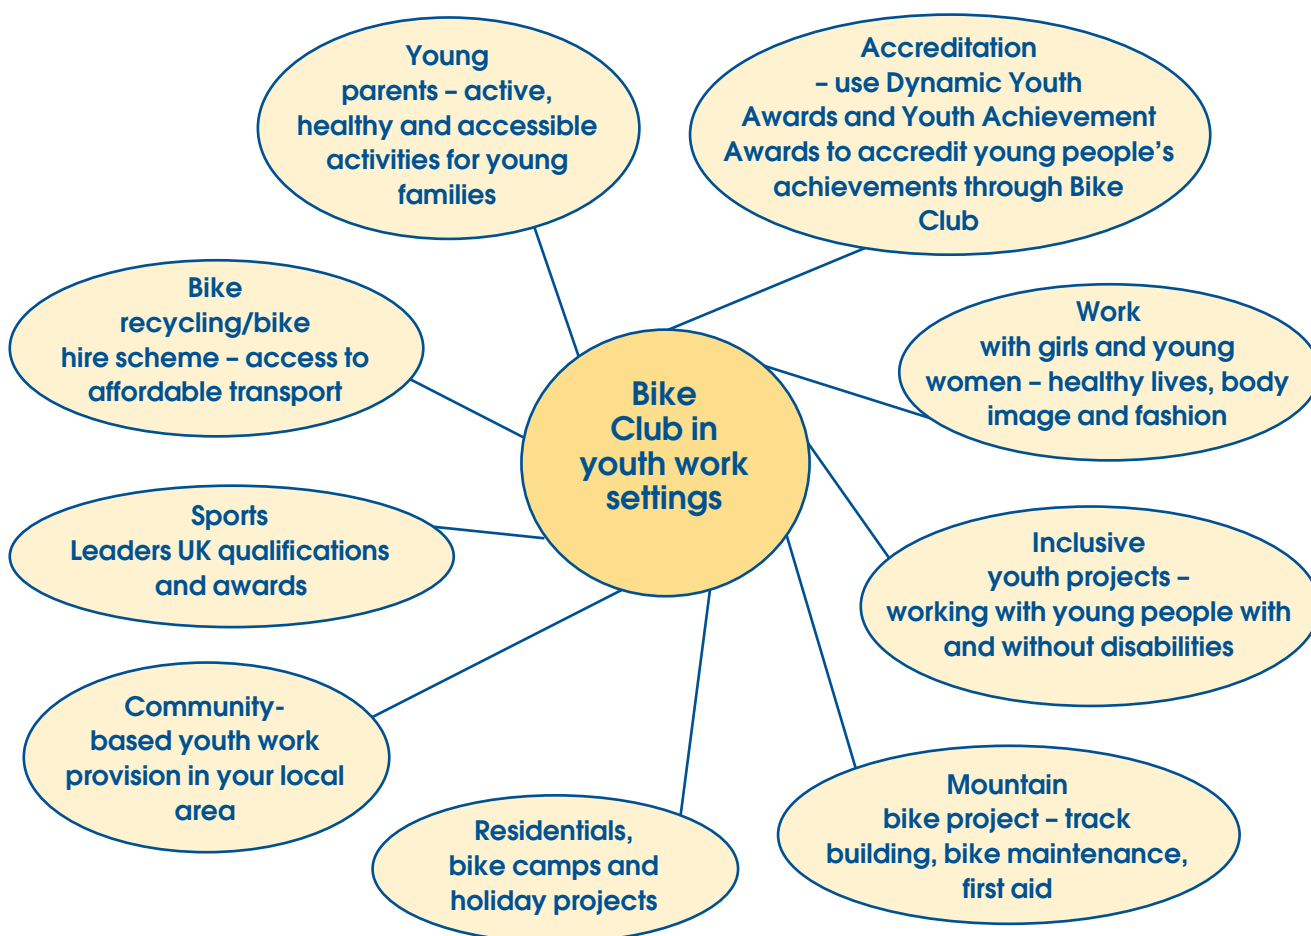 Young
parents – active,
healthy and accessible
activities for young
families
Accreditation
– use Dynamic Youth
Awards and Youth Achievement
Awards to accredit young people’s
achievements through Bike
Club
Bike
recycling/bike
hire scheme – access to
affordable transport
Work
with girls and young
women – healthy lives, body
image and fashion
Bike
Club in
youth work
settings
Sports
Leaders UK qualifications
and awards
Inclusive
youth projects –
working with young people with
and without disabilities
Community-
based youth work
provision in your local
area
Residentials,
bike camps and
holiday projects
Mountain
bike project – track
building, bike maintenance,
first aid